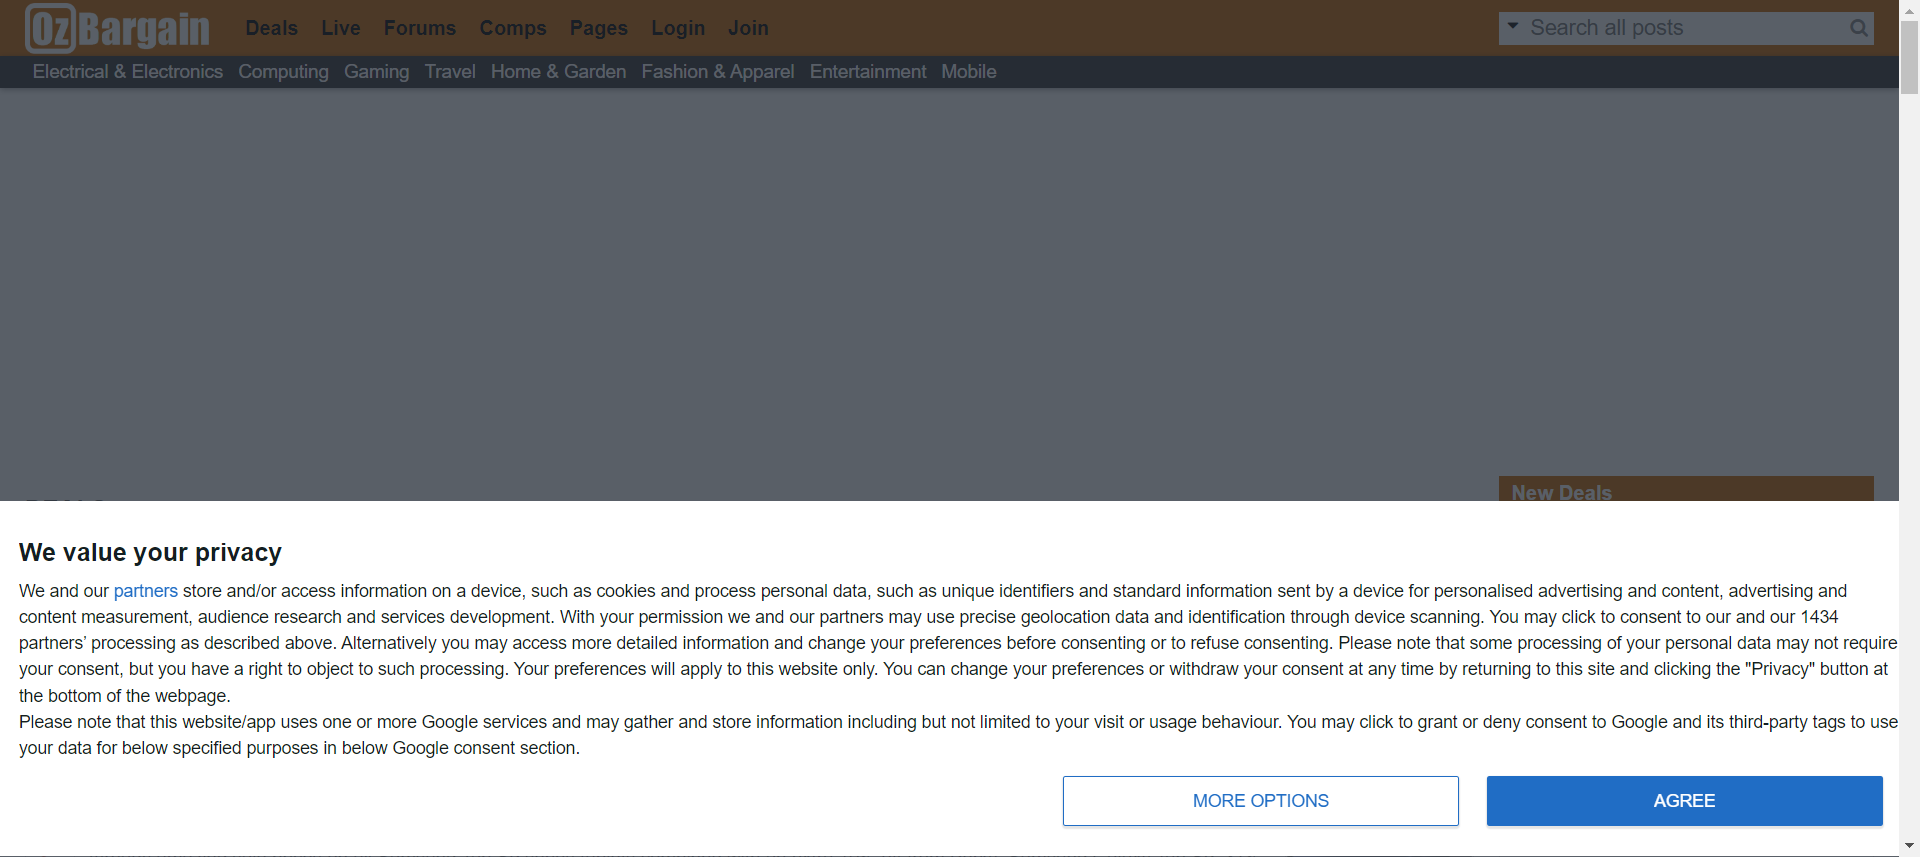 OzBargain Deals Live Forums Comps Pages Login Join Search all posts
Electrical & Electronics Computing Gaming Travel Home & Garden Fashion & Apparel Entertainment Mobile
New Deals
We value your privacy
We and our partners store and/or access information on a device, such as cookies and process personal data, such as unique identifiers and standard information sent by a device for personalised advertising and content, advertising and
content measurement, audience research and services development. With your permission we and our partners may use precise geolocation data and identification through device scanning. You may click to consent to our and our 1434
partners’ processing as described above. Alternatively you may access more detailed information and change your preferences before consenting or to refuse consenting. Please note that some processing of your personal data may not require
your consent, but you have a right to object to such processing. Your preferences will apply to this website only. You can change your preferences or withdraw your consent at any time by returning to this site and clicking the "Privacy" button at
the bottom of the webpage.
Please note that this website/app uses one or more Google services and may gather and store information including but not limited to your visit or usage behaviour. You may click to grant or deny consent to Google and its third-party tags to use
your data for below specified purposes in below Google consent section.
MORE OPTIONS AGREE